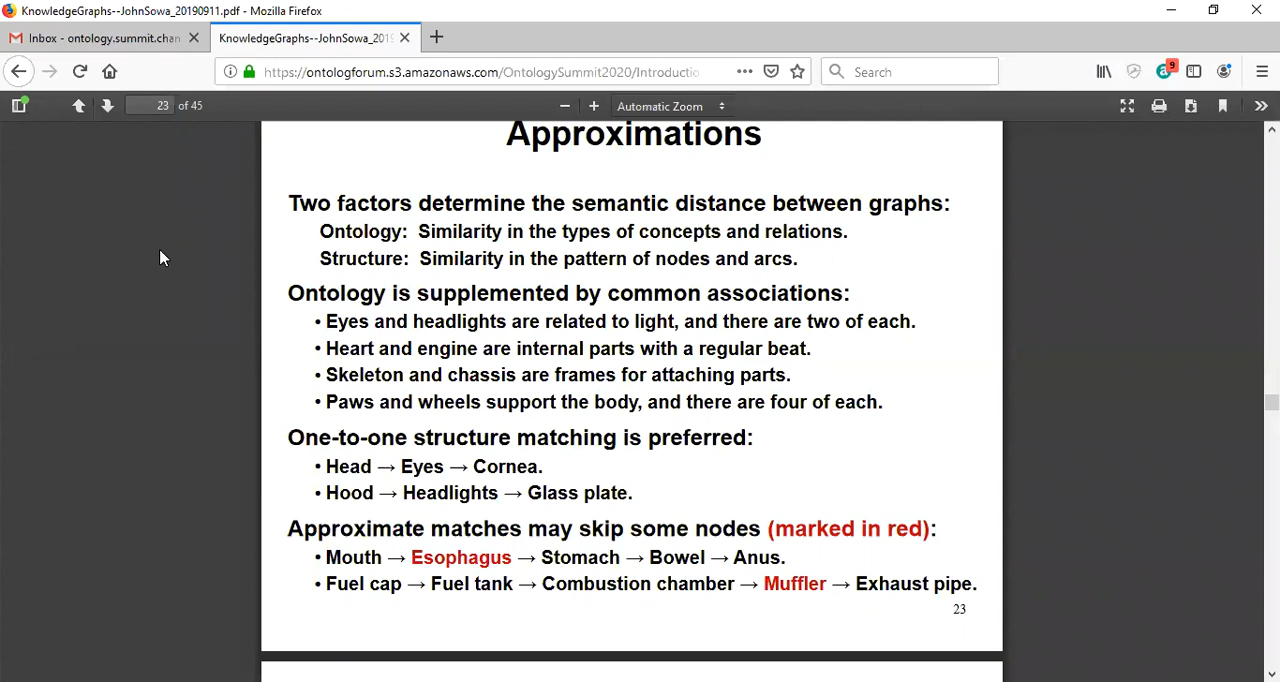 KnowledgeGraphs--JohnSowa_20190911.pdf - Mozilla Firefox
Inbox - ontology.summit.chan
KnowledgeGraphs--JohnSowa_201
https://ontologforum.s3.amazonaws.com/OntologySummit2020/Introductio
Search
9
23 of 45
Automatic Zoom
Approximations
Two factors determine the semantic distance between graphs:
Ontology: Similarity in the types of concepts and relations.
Structure: Similarity in the pattern of nodes and arcs.
Ontology is supplemented by common associations:
• Eyes and headlights are related to light, and there are two of each.
• Heart and engine are internal parts with a regular beat.
• Skeleton and chassis are frames for attaching parts.
• Paws and wheels support the body, and there are four of each.
One-to-one structure matching is preferred:
• Head → Eyes → Cornea.
• Hood → Headlights → Glass plate.
Approximate matches may skip some nodes (marked in red):
• Mouth → Esophagus → Stomach → Bowel → Anus.
• Fuel cap → Fuel tank → Combustion chamber → Muffler → Exhaust pipe.
23